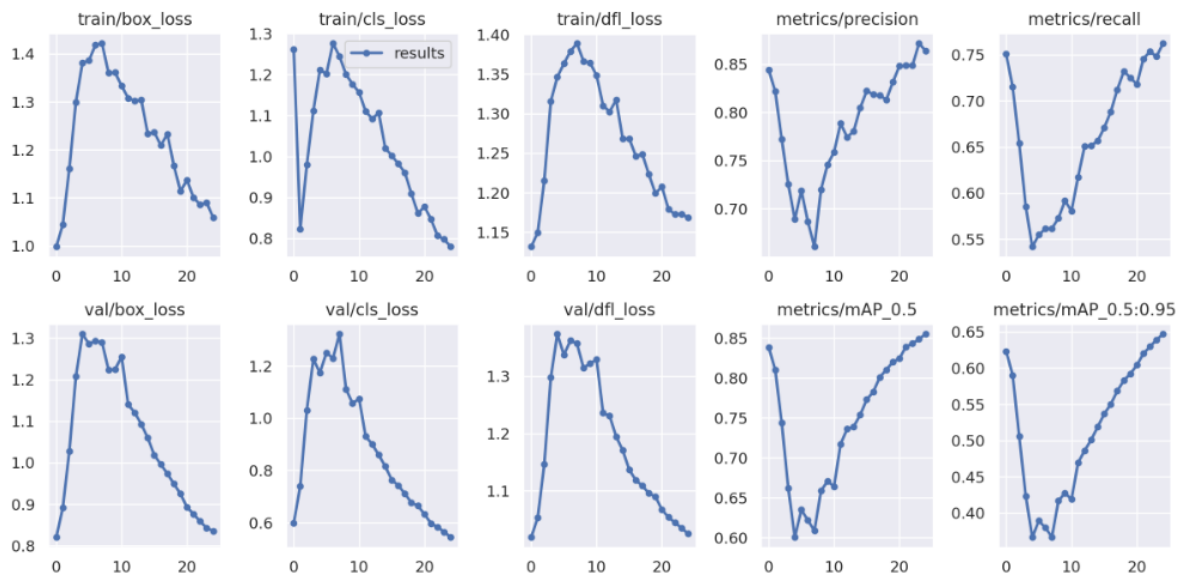 train/box_loss
train/cls_loss
train/dfl_loss
metrics/precision
metrics/recall
1.4
1.3
1.2
1.1
1.0
0 10 20
1.3
1.2
1.1
1.0
0.9
0.8
results
0 10 20
1.40
1.35
1.30
1.25
1.20
1.15
0 10 20
0.85
0.80
0.75
0.70
0 10 20
0.75
0.70
0.65
0.60
0.55
0 10 20
val/box_loss
val/cls_loss
val/dfl_loss
metrics/mAP_0.5
metrics/mAP_0.5:0.95
1.3
1.2
1.1
1.0
0.9
0.8
0 10 20
1.2
1.0
0.8
0.6
0 10 20
1.3
1.2
1.1
0 10 20
0.85
0.80
0.75
0.70
0.65
0.60
0 10 20
0.65
0.60
0.55
0.50
0.45
0.40
0 10 20